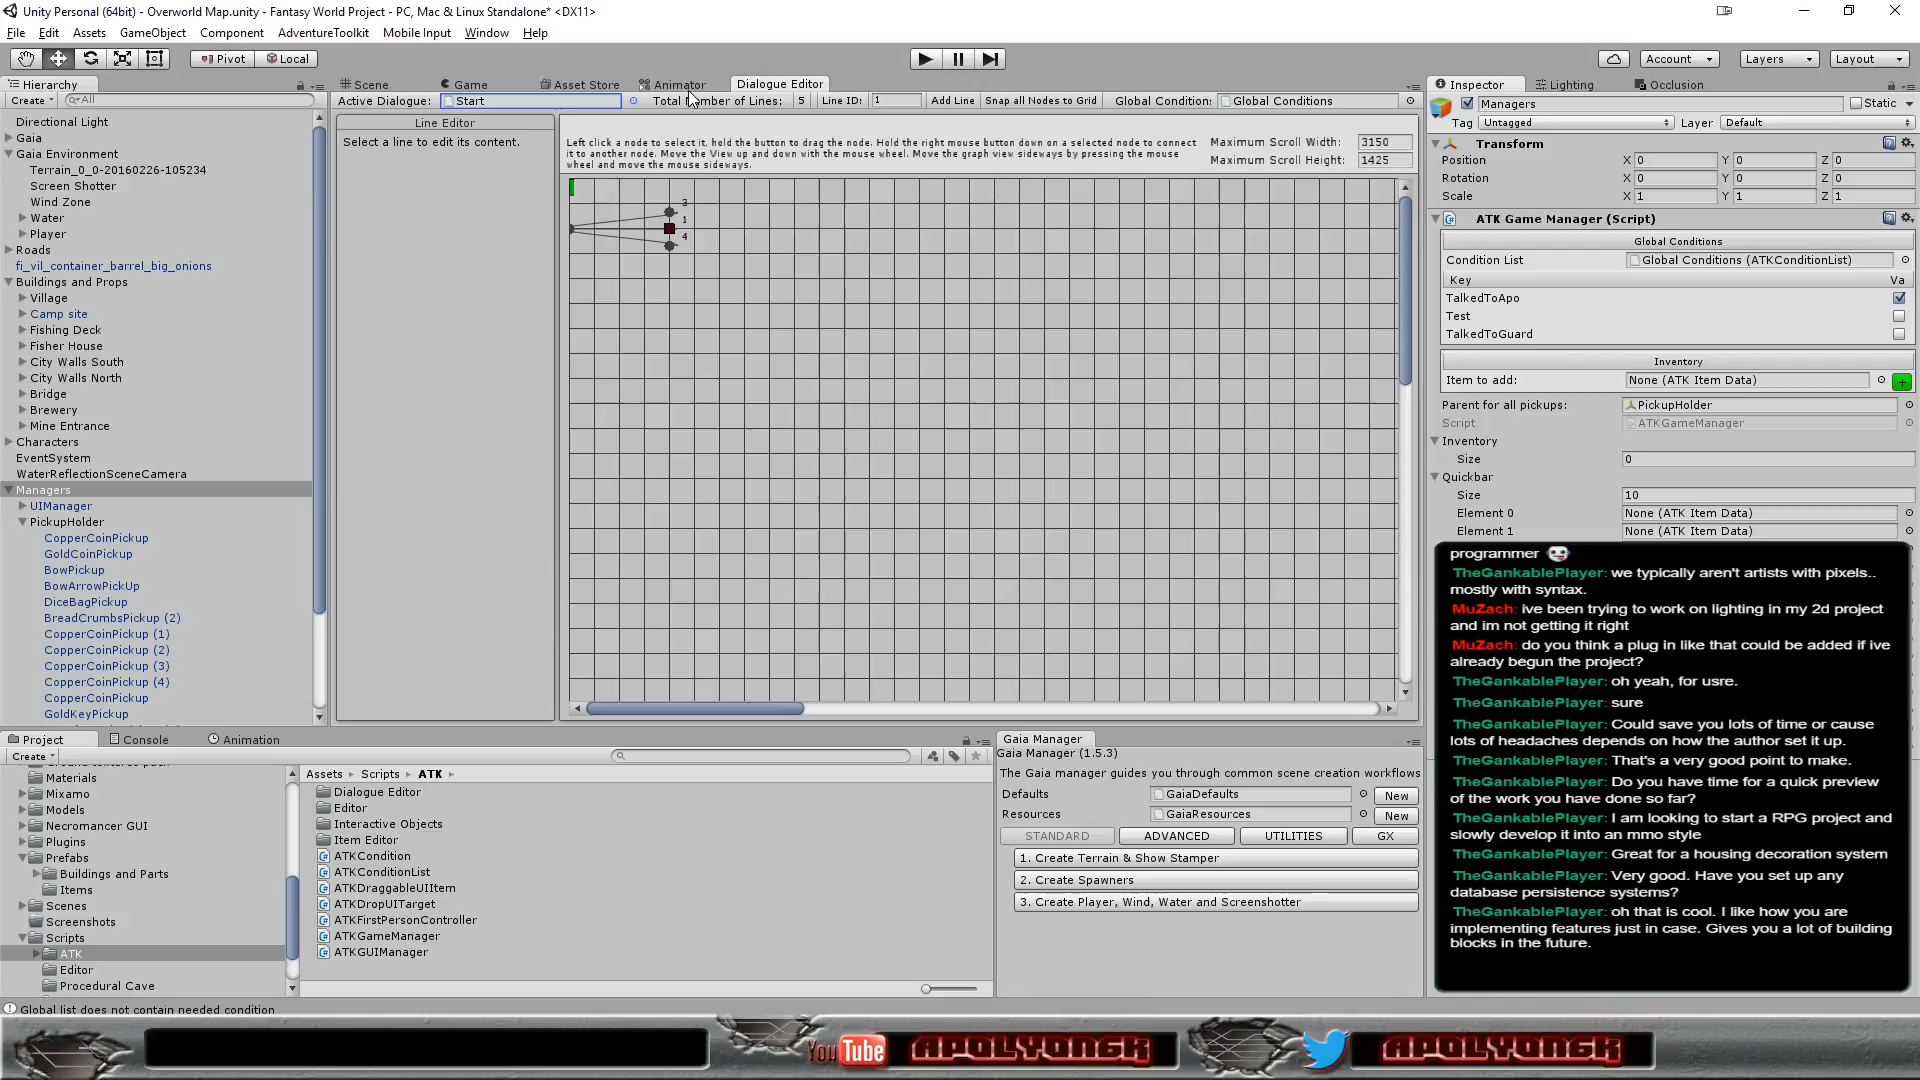 Unity Personal (64bit) - Overworld Map.unity - Fantasy World Project - PC, Mac & Linux Standalone* <DX11>
File Edit Assets GameObject Component AdventureToolkit Mobile Input Window Help
Pivot Local Account Layers Layout
Hierarchy
Create All
Directional Light
Gaia
Gaia Environment
Terrain_0_0-20160226-105234
Screen Shotter
Wind Zone
Water
Player
Roads
fi_vil_container_barrel_big_onions
Buildings and Props
Village
Camp site
Fishing Deck
Fisher House
City Walls South
City Walls North
Bridge
Brewery
Mine Entrance
Characters
EventSystem
WaterReflectionSceneCamera
Managers
UIManager
PickupHolder
CopperCoinPickup
GoldCoinPickup
BowPickup
BowArrowPickUp
DiceBagPickup
BreadCrumbsPickup (2)
CopperCoinPickup (1)
CopperCoinPickup (2)
CopperCoinPickup (3)
CopperCoinPickup (4)
CopperCoinPickup
GoldKeyPickup
Scene Game Asset Store Animator Dialogue Editor
Active Dialogue: Start Total Number of Lines: 5 Line ID: 1 Add Line Snap all Nodes to Grid Global Condition: Global Conditions
Line Editor
Select a line to edit its content.
Left click a node to select it, hold the button to drag the node. Hold the right mouse button down on a selected node to connect
it to another node. Move the View up and down with the mouse wheel. Move the graph view sideways by pressing the mouse
wheel and move the mouse sideways.
Maximum Scroll Width: 3150
Maximum Scroll Height: 1425
3
1
4
Inspector Lighting Occlusion
Managers Static
Tag Untagged Layer Default
Transform
Position X 0 Y 0 Z 0
Rotation X 0 Y 0 Z 0
Scale X 1 Y 1 Z 1
ATK Game Manager (Script)
Global Conditions
Condition List Global Conditions (ATKConditionList)
Key Va
TalkedToApo
Test
TalkedToGuard
Inventory
Item to add: None (ATK Item Data) +
Parent for all pickups: PickupHolder
Script ATKGameManager
Inventory
Size 0
Quickbar
Size 10
Element 0 None (ATK Item Data)
Element 1 None (ATK Item Data)
programmer
TheGankablePlayer: we typically aren't artists with pixels..
mostly with syntax.
MuZach: ive been trying to work on lighting in my 2d project
and im not getting it right
MuZach: do you think a plug in like that could be added if ive
already begun the project?
TheGankablePlayer: oh yeah, for usre.
TheGankablePlayer: sure
TheGankablePlayer: Could save you lots of time or cause
lots of headaches depends on how the author set it up.
TheGankablePlayer: That's a very good point to make.
TheGankablePlayer: Do you have time for a quick preview
of the work you have done so far?
TheGankablePlayer: I am looking to start a RPG project and
slowly develop it into an mmo style
TheGankablePlayer: Great for a housing decoration system
TheGankablePlayer: Very good. Have you set up any
database persistence systems?
TheGankablePlayer: oh that is cool. I like how you are
implementing features just in case. Gives you a lot of building
blocks in the future.
Project Console Animation
Create
Materials
Mixamo
Models
Necromancer GUI
Plugins
Prefabs
Buildings and Parts
Items
Scenes
Screenshots
Scripts
ATK
Editor
Procedural Cave
Assets Scripts ATK
Dialogue Editor
Editor
Interactive Objects
Item Editor
ATKCondition
ATKConditionList
ATKDraggableUIItem
ATKDropUITarget
ATKFirstPersonController
ATKGameManager
ATKGUIManager
Gaia Manager
Gaia Manager (1.5.3)
The Gaia manager guides you through common scene creation workflows
Defaults GaiaDefaults New
Resources GaiaResources New
STANDARD ADVANCED UTILITIES GX
1. Create Terrain & Show Stamper
2. Create Spawners
3. Create Player, Wind, Water and Screenshotter
Global list does not contain needed condition
YouTube APOLYONGK APOLYONGK